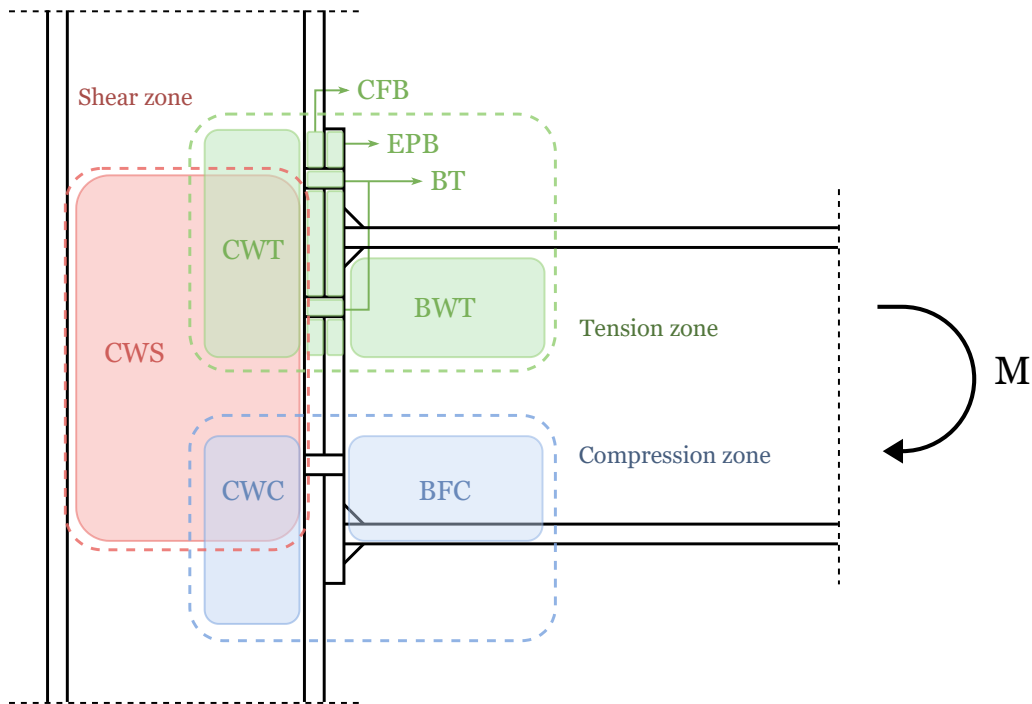 CFB
Shear zone
EPB
BT
CWT
BWT
Tension zone
CWS
M
Compression zone
CWC
BFC